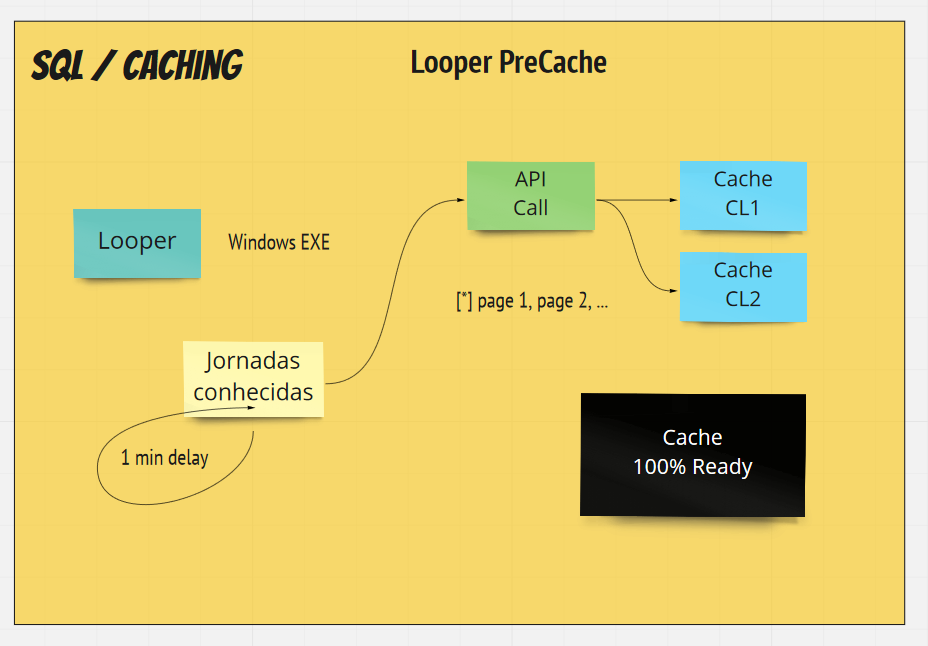 SQL / CACHING
Looper PreCache
API
Call
Cache
CL1
Looper
Windows EXE
Cache
CL2
[*] page 1, page 2, ...
Jornadas
conhecidas
1 min delay
Cache
100% Ready